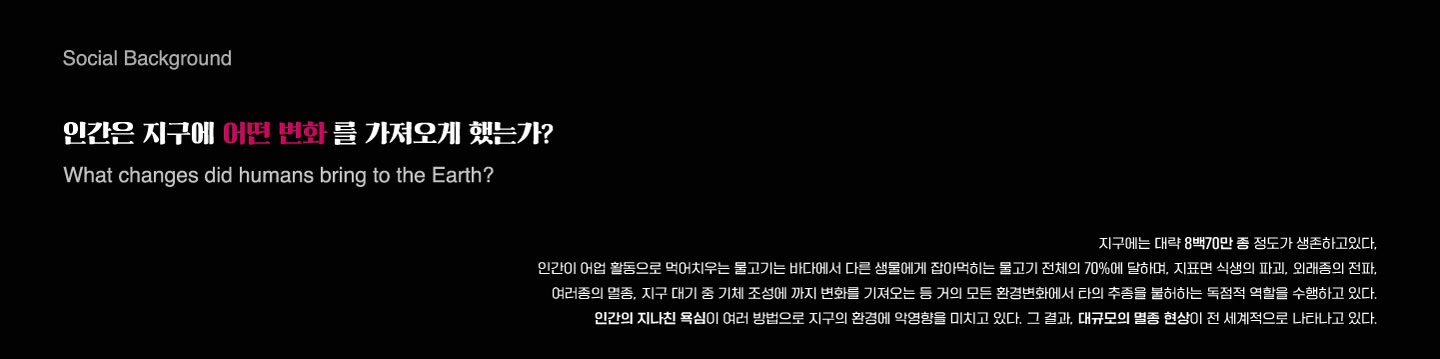 Social Background
인간은 지구에 어떤 변화 를 가져오게 했는가?
What changes did humans bring to the Earth?
지구에는 대략 8백70만 종 정도가 생존하고있다,
인간이 어업 활동으로 먹어치우는 물고기는 바다에서 다른 생물에게 잡아먹히는 물고기 전체의 70%에 달하며, 지표면 식생의 파괴, 외래종의 전파,
여러종의 멸종, 지구 대기 중 기체 조성에 까지 변화를 기져오는 등 거의 모든 환경변화에서 타의 추종을 불허하는 독점적 역할을 수행하고 있다.
인간의 지나친 욕심이 여러 방법으로 지구의 환경에 악영향을 미치고 있다. 그 결과, 대규모의 멸종 현상이 전 세계적으로 나타나고 있다.